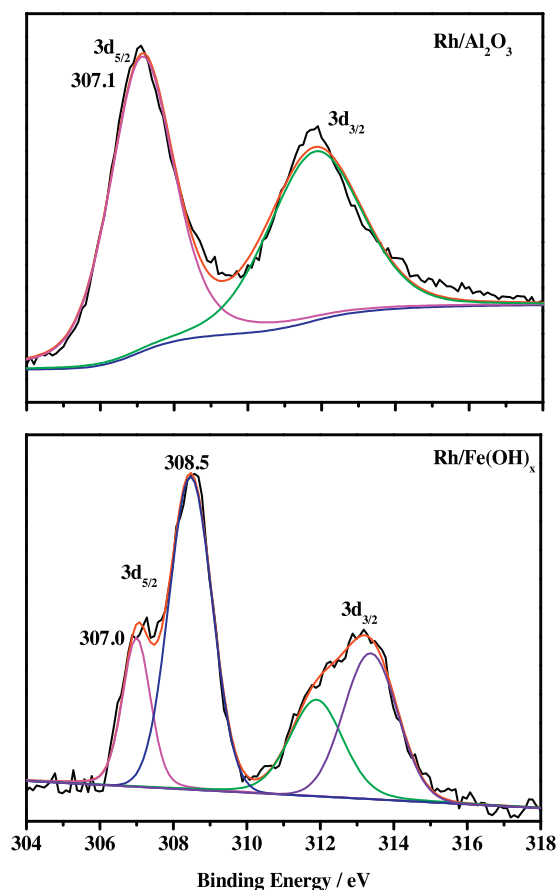 3d5/2
307.1
Rh/Al2O3
3d3/2
308.5
Rh/Fe(OH)x
3d5/2
307.0
3d3/2
304 306 308 310 312 314 316 318
Binding Energy / eV